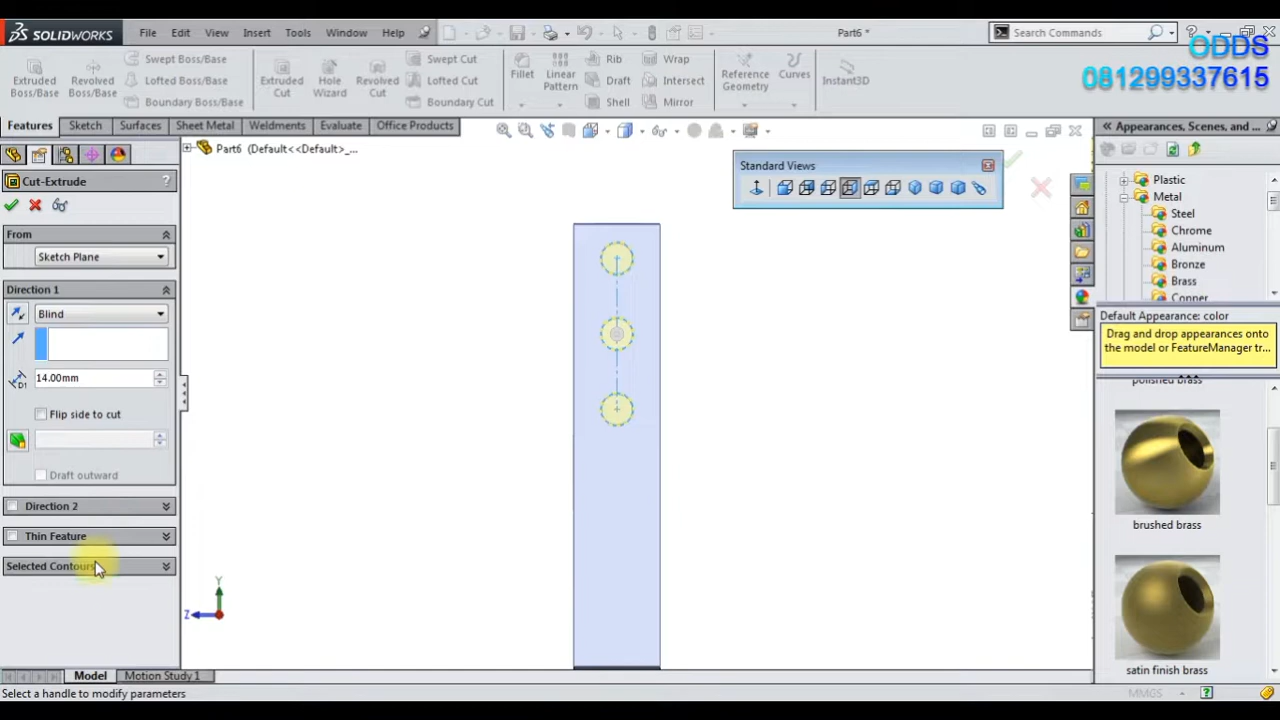 SOLIDWORKS
File
Edit
View
Insert
Tools
Window
Help
Part6 *
Search Commands
ODDS
081299337615
Extruded Boss/Base
Revolved Boss/Base
Swept Boss/Base
Lofted Boss/Base
Boundary Boss/Base
Extruded Cut
Hole Wizard
Revolved Cut
Swept Cut
Lofted Cut
Boundary Cut
Fillet
Linear Pattern
Rib
Draft
Shell
Wrap
Intersect
Mirror
Reference Geometry
Curves
Instant3D
Features
Sketch
Surfaces
Sheet Metal
Weldments
Evaluate
Office Products
Part6 (Default<<Default>_...
Standard Views
Appearances, Scenes, and ...
Cut-Extrude
?
From
Sketch Plane
Direction 1
Blind
D1
14.00mm
Flip side to cut
Draft outward
Direction 2
Thin Feature
Selected Contours
Y
Z
Plastic
Metal
Steel
Chrome
Aluminum
Bronze
Brass
Copper
Default Appearance: color
Drag and drop appearances onto
the model or FeatureManager tr...
polished brass
brushed brass
satin finish brass
Model
Motion Study 1
Select a handle to modify parameters
MMGS